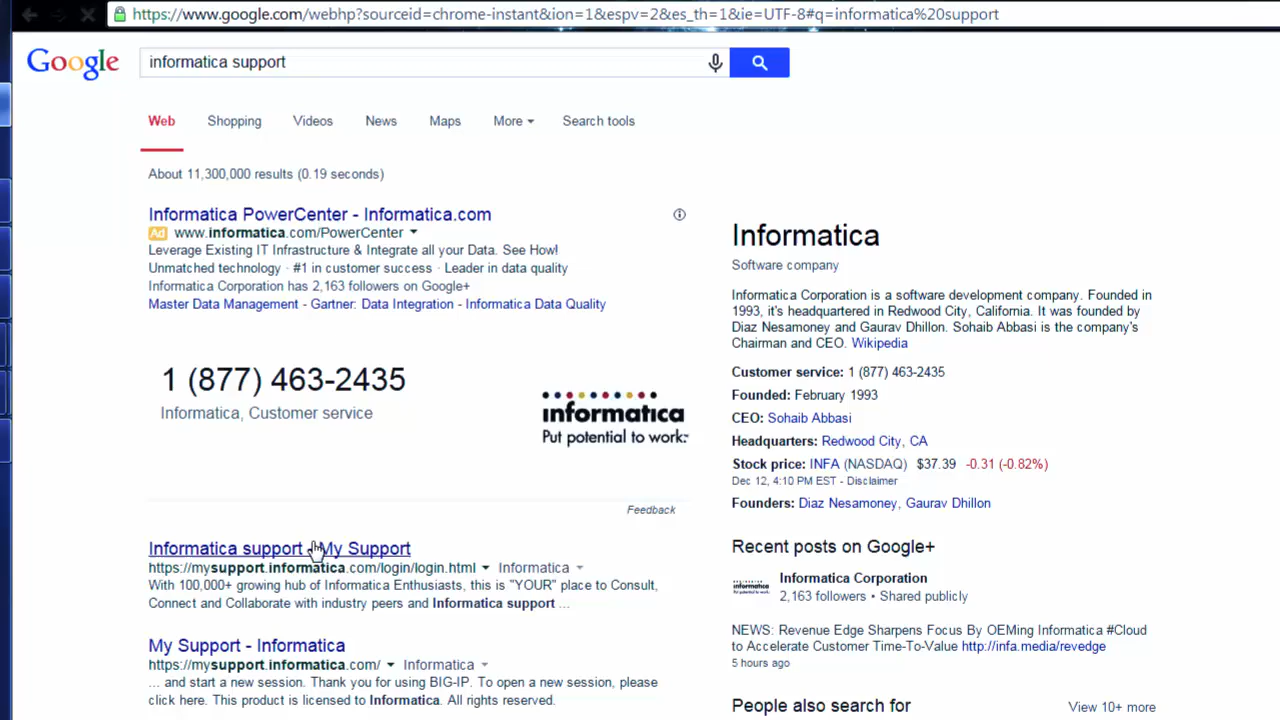 https://www.google.com/webhp?sourceid=chrome-instant&ion=1&espv=2&es_th=1&ie=UTF-8#q=informatica%20support
Google
informatica support
Web Shopping Videos News Maps More Search tools
About 11,300,000 results (0.19 seconds)
Informatica PowerCenter - Informatica.com
Ad www.informatica.com/PowerCenter
Leverage Existing IT Infrastructure & Integrate all your Data. See How!
Unmatched technology · #1 in customer success · Leader in data quality
Informatica Corporation has 2,163 followers on Google+
Master Data Management - Gartner: Data Integration - Informatica Data Quality
1 (877) 463-2435
Informatica, Customer service
informatica
Put potential to work.™
Feedback
Informatica support My Support
https://mysupport.informatica.com/login/login.html Informatica
With 100,000+ growing hub of Informatica Enthusiasts, this is "YOUR" place to Consult,
Connect and Collaborate with industry peers and Informatica support ...
My Support - Informatica
https://mysupport.informatica.com/ Informatica
... and start a new session. Thank you for using BIG-IP. To open a new session, please
click here. This product is licensed to Informatica. All rights reserved.
Informatica
Software company
Informatica Corporation is a software development company. Founded in
1993, it's headquartered in Redwood City, California. It was founded by
Diaz Nesamoney and Gaurav Dhillon. Sohaib Abbasi is the company's
Chairman and CEO. Wikipedia
Customer service: 1 (877) 463-2435
Founded: February 1993
CEO: Sohaib Abbasi
Headquarters: Redwood City, CA
Stock price: INFA (NASDAQ) $37.39 -0.31 (-0.82%)
Dec 12, 4:10 PM EST - Disclaimer
Founders: Diaz Nesamoney, Gaurav Dhillon
Recent posts on Google+
informatica
Informatica Corporation
2,163 followers • Shared publicly
NEWS: Revenue Edge Sharpens Focus By OEMing Informatica #Cloud
to Accelerate Customer Time-To-Value http://infa.media/revedge
5 hours ago
People also search for View 10+ more